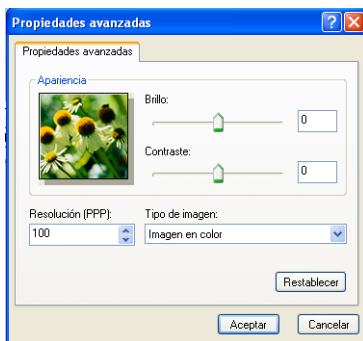 Propiedades avanzadas
Propiedades avanzadas
Apariencia
Brillo:
0
Contraste:
0
Resolución (PPP): Tipo de imagen:
100 Imagen en color
Restablecer
Aceptar Cancelar